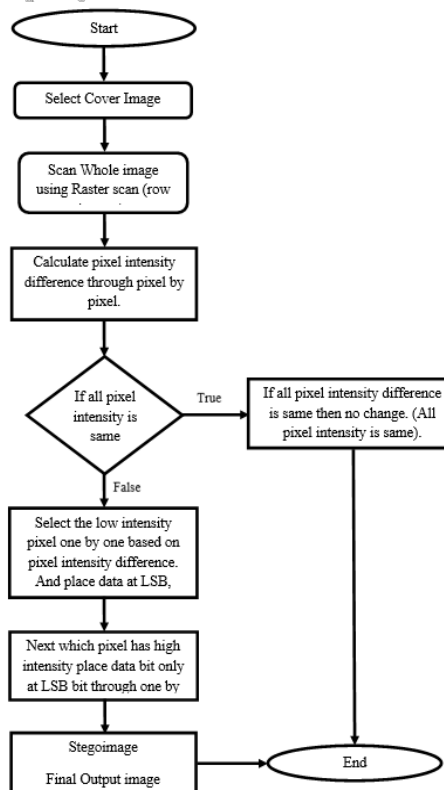 Start
Select Cover Image
Scan Whole image
using Raster scan (row
Calculate pixel intensity
difference through pixel by
pixel.
If all pixel
intensity is
same
True
If all pixel intensity difference
is same then no change. (All
pixel intensity is same).
False
Select the low intensity
pixel one by one based on
pixel intensity difference.
And place data at LSB,
Next which pixel has high
intensity place data bit only
at LSB bit through one by
Stegoimage
Final Output image
End